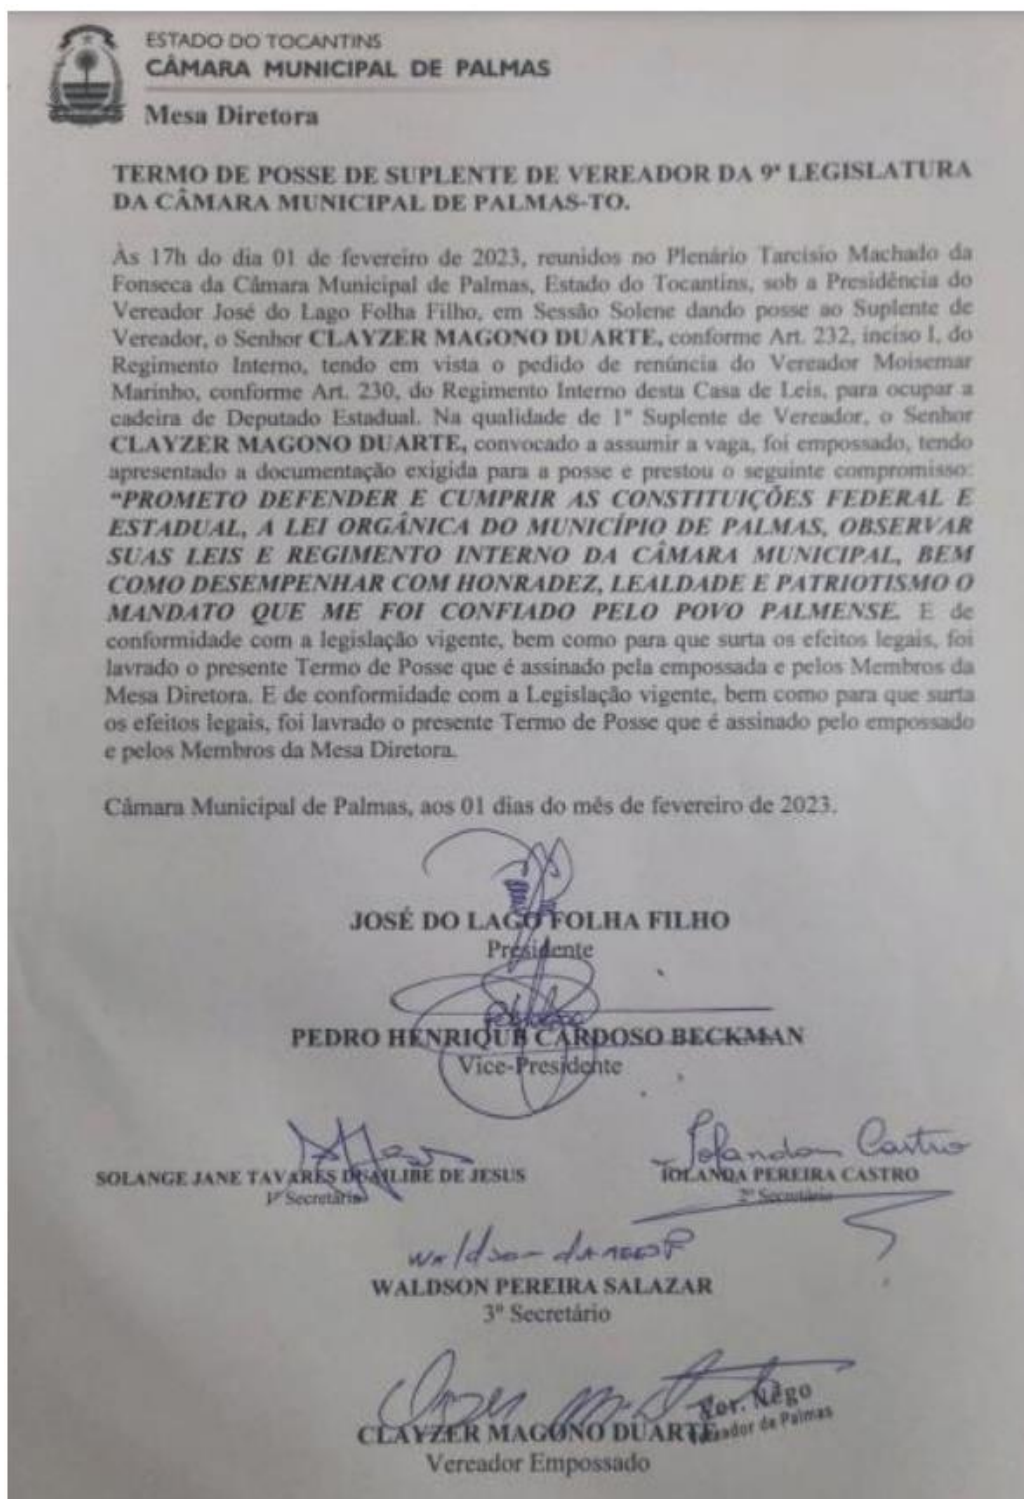 ESTADO DO TOCANTINS
CÂMARA MUNICIPAL DE PALMAS
Mesa Diretora
TERMO DE POSSE DE SUPLENTE DE VEREADOR DA 9ª LEGISLATURA
DA CÂMARA MUNICIPAL DE PALMAS-TO.
Às 17h do dia 01 de fevereiro de 2023, reunidos no Plenário Tarcísio Machado da
Fonseca da Câmara Municipal de Palmas, Estado do Tocantins, sob a Presidência do
Vereador José do Lago Folha Filho, em Sessão Solene dando posse ao Suplente de
Vereador, o Senhor CLAYZER MAGONO DUARTE, conforme Art. 232, inciso I, do
Regimento Interno, tendo em vista o pedido de renúncia do Vereador Moisemar
Marinho, conforme Art. 230, do Regimento Interno desta Casa de Leis, para ocupar a
cadeira de Deputado Estadual. Na qualidade de 1º Suplente de Vereador, o Senhor
CLAYZER MAGONO DUARTE, convocado a assumir a vaga, foi empossado, tendo
apresentado a documentação exigida para a posse e prestou o seguinte compromisso:
"PROMETO DEFENDER E CUMPRIR AS CONSTITUIÇÕES FEDERAL E
ESTADUAL, A LEI ORGÂNICA DO MUNICÍPIO DE PALMAS, OBSERVAR
SUAS LEIS E REGIMENTO INTERNO DA CÂMARA MUNICIPAL, BEM
COMO DESEMPENHAR COM HONRADEZ, LEALDADE E PATRIOTISMO O
MANDATO QUE ME FOI CONFIADO PELO POVO PALMENSE. E de
conformidade com a legislação vigente, bem como para que surta os efeitos legais, foi
lavrado o presente Termo de Posse que é assinado pela empossada e pelos Membros da
Mesa Diretora. E de conformidade com a Legislação vigente, bem como para que surta
os efeitos legais, foi lavrado o presente Termo de Posse que é assinado pelo empossado
e pelos Membros da Mesa Diretora.
Câmara Municipal de Palmas, aos 01 dias do mês de fevereiro de 2023.
JOSÉ DO LAGO FOLHA FILHO
Presidente
PEDRO HENRIQUE CARDOSO BECKMAN
Vice-Presidente
Iolanda Castro
SOLANGE JANE TAVARES DUAILIBE DE JESUS
1ª Secretária
IOLANDA PEREIRA CASTRO
2ª Secretária
Waldson
WALDSON PEREIRA SALAZAR
3º Secretário
Ver. Nêgo
Vereador de Palmas
CLAYZER MAGONO DUARTE
Vereador Empossado